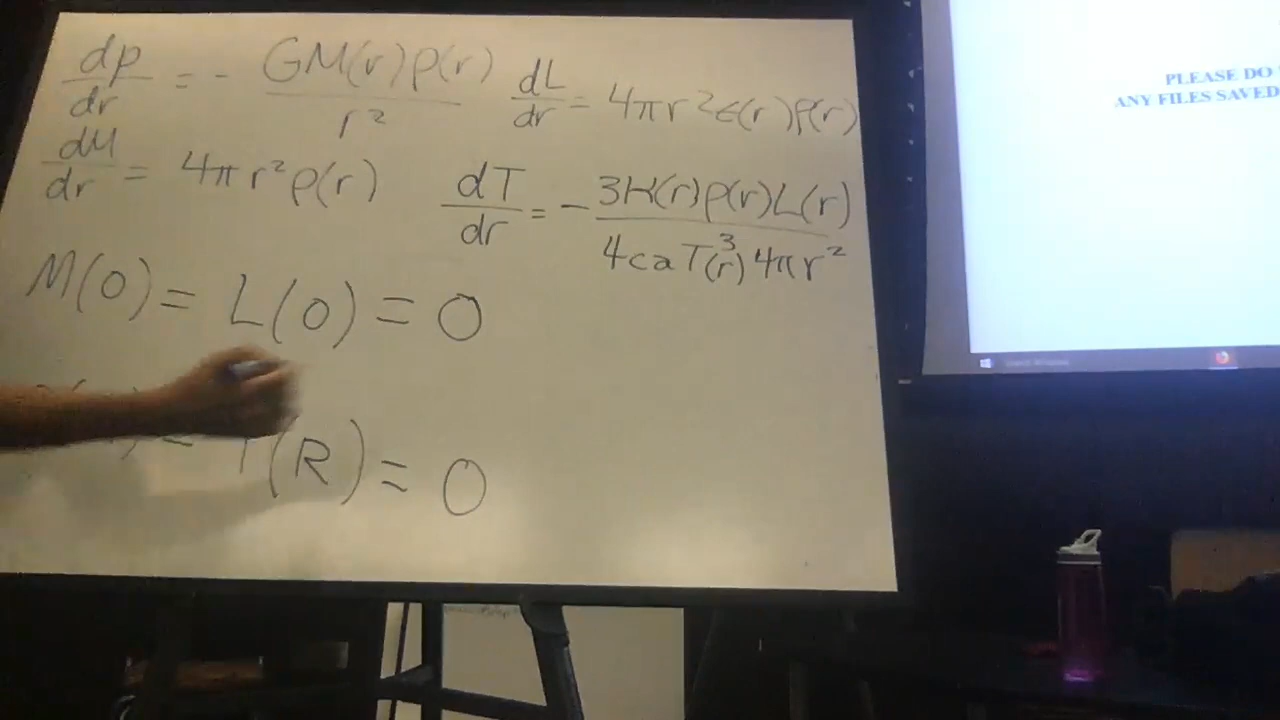 dp/dr = - GM(r)ρ(r)/r²
dL/dr = 4πr²ε(r)ρ(r)
dM/dr = 4πr²ρ(r)
dT/dr = - 3κ(r)ρ(r)L(r)/4caT³(r)4πr²
M(0) = L(0) = 0
= T(R) = 0
PLEASE DO
ANY FILES SAVED